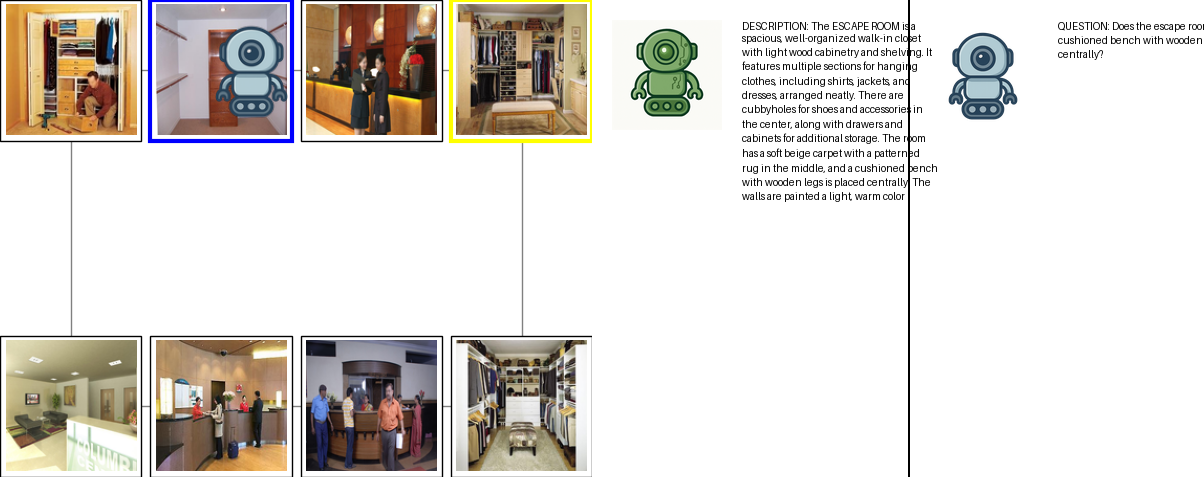 DESCRIPTION: The ESCAPE ROOM is a
spacious, well-organized walk-in closet
with light wood cabinetry and shelving. It
features multiple sections for hanging
clothes, including shirts, jackets, and
dresses, arranged neatly. There are
cubbyholes for shoes and accessories in
the center, along with drawers and
cabinets for additional storage. The room
has a soft beige carpet with a patterned
rug in the middle, and a cushioned bench
with wooden legs is placed centrally. The
walls are painted a light, warm color
QUESTION: Does the escape roo
cushioned bench with wooden
centrally?